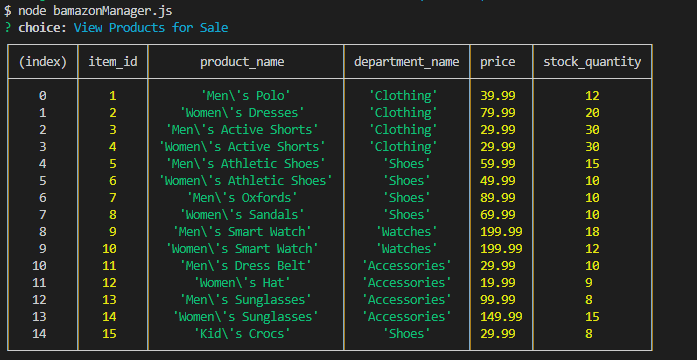 $ node bamazonManager.js
? choice: View Products for Sale
(index) item_id product_name department_name price stock_quantity
0 1 'Men\'s Polo' 'Clothing' 39.99 12
1 2 'Women\'s Dresses' 'Clothing' 79.99 20
2 3 'Men\'s Active Shorts' 'Clothing' 29.99 30
3 4 'Women\'s Active Shorts' 'Clothing' 29.99 30
4 5 'Men\'s Athletic Shoes' 'Shoes' 59.99 15
5 6 'Women\'s Athletic Shoes' 'Shoes' 49.99 10
6 7 'Men\'s Oxfords' 'Shoes' 89.99 10
7 8 'Women\'s Sandals' 'Shoes' 69.99 10
8 9 'Men\'s Smart Watch' 'Watches' 199.99 18
9 10 'Women\'s Smart Watch' 'Watches' 199.99 12
10 11 'Men\'s Dress Belt' 'Accessories' 29.99 10
11 12 'Women\'s Hat' 'Accessories' 19.99 9
12 13 'Men\'s Sunglasses' 'Accessories' 99.99 8
13 14 'Women\'s Sunglasses' 'Accessories' 149.99 15
14 15 'Kid\'s Crocs' 'Shoes' 29.99 8